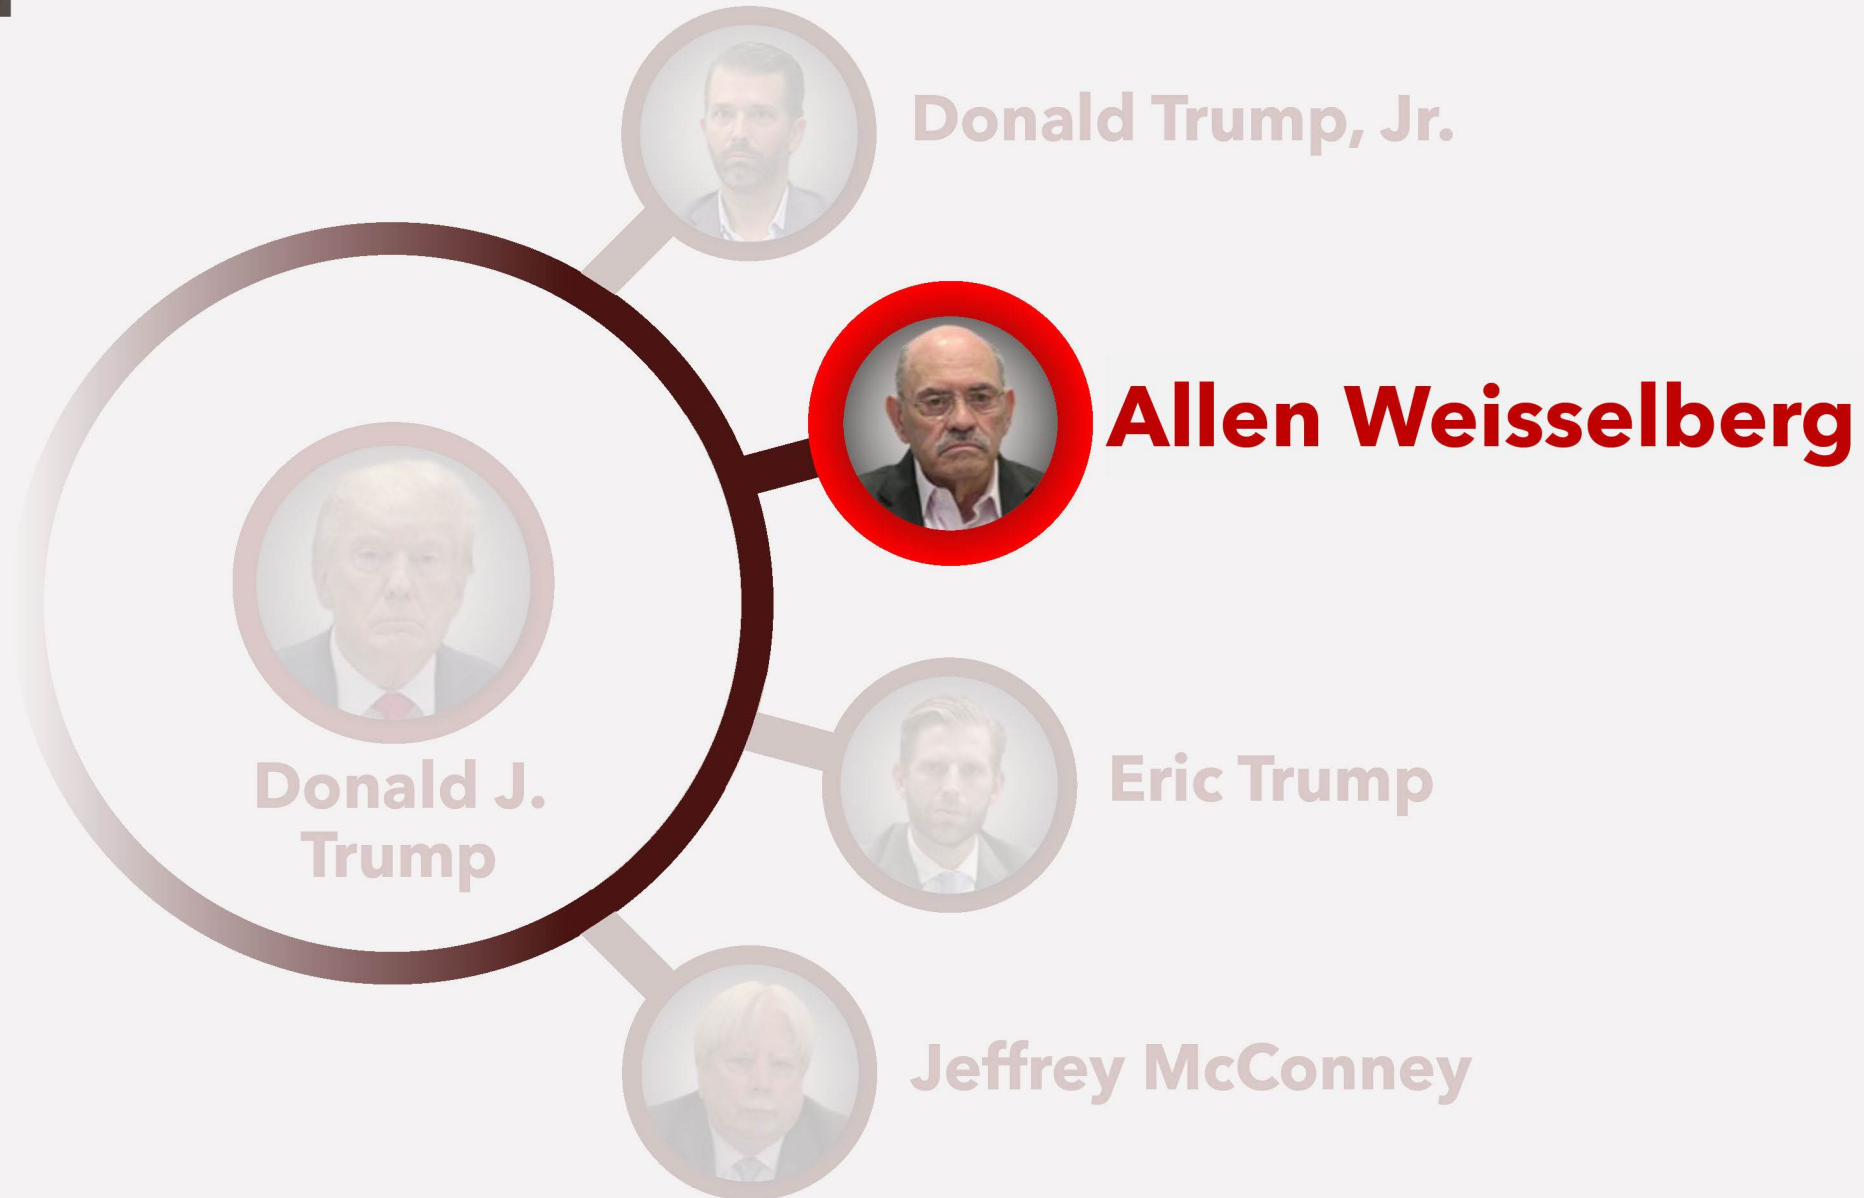 Donald Trump, Jr.
Allen Weisselberg
Donald J.
Trump
Eric Trump
Jeffrey McConney